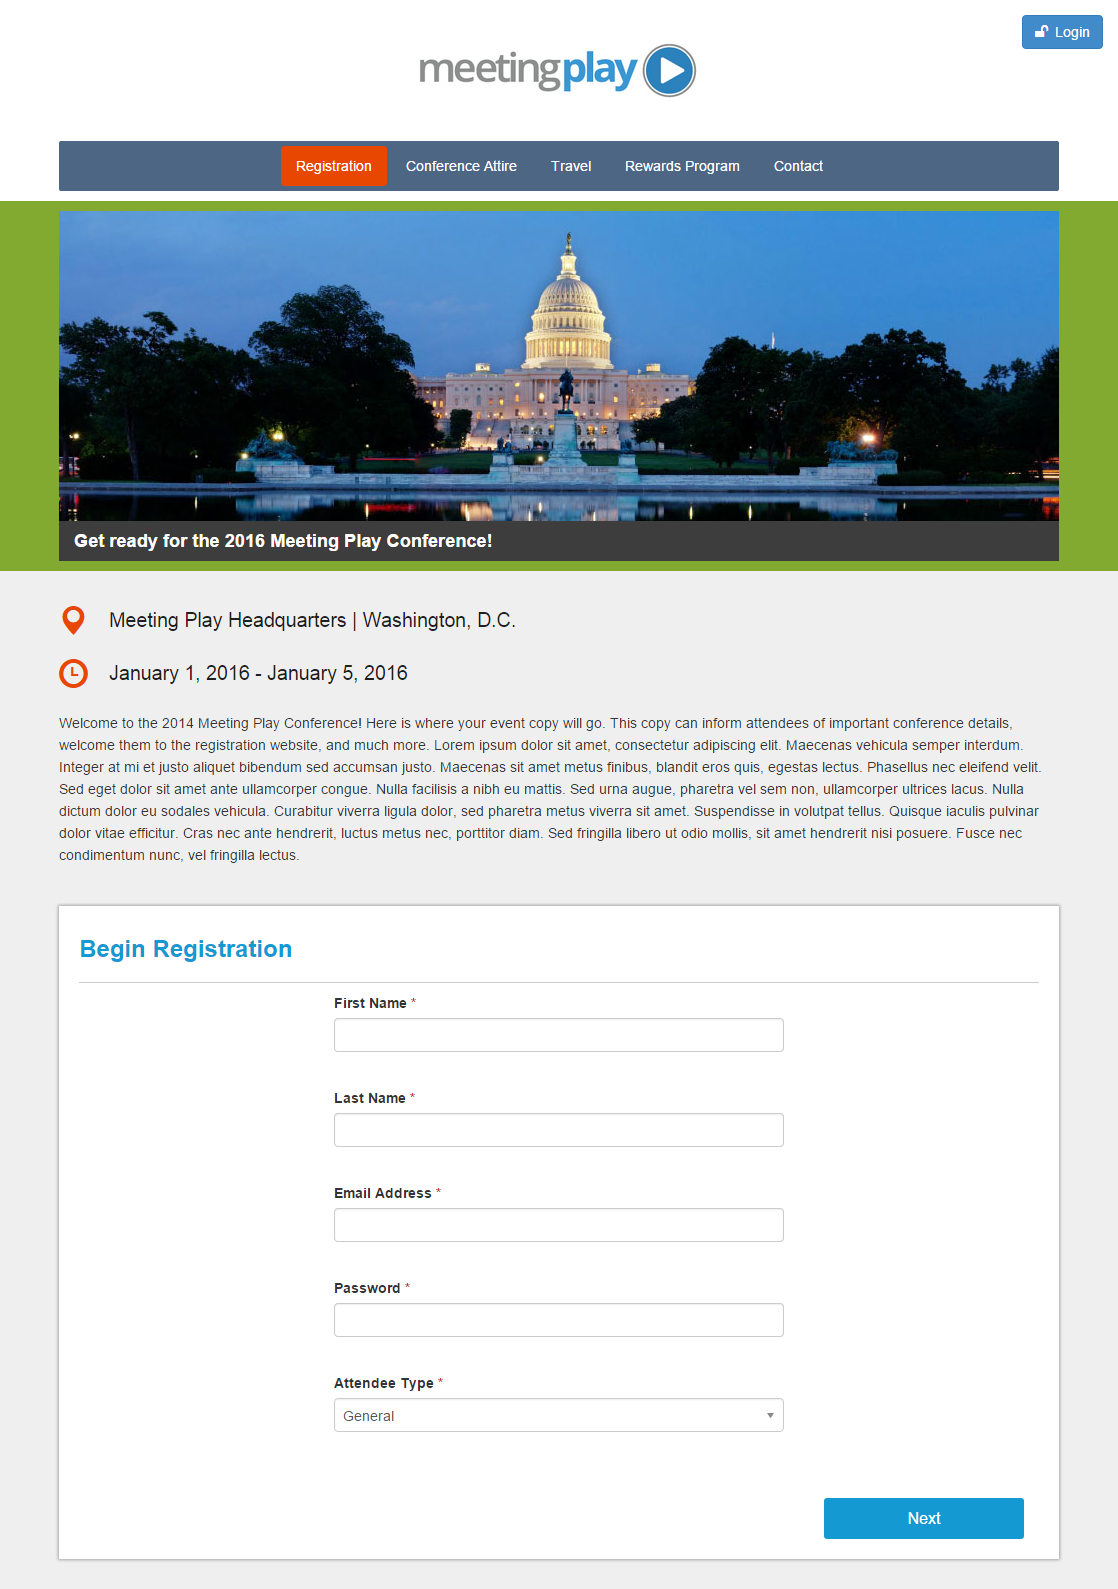 Login
meetingplay
Registration Conference Attire Travel Rewards Program Contact
Get ready for the 2016 Meeting Play Conference!
Meeting Play Headquarters | Washington, D.C.
January 1, 2016 - January 5, 2016
Welcome to the 2014 Meeting Play Conference! Here is where your event copy will go. This copy can inform attendees of important conference details,
welcome them to the registration website, and much more. Lorem ipsum dolor sit amet, consectetur adipiscing elit. Maecenas vehicula semper interdum.
Integer at mi et justo aliquet bibendum sed accumsan justo. Maecenas sit amet metus finibus, blandit eros quis, egestas lectus. Phasellus nec eleifend velit.
Sed eget dolor sit amet ante ullamcorper congue. Nulla facilisis a nibh eu mattis. Sed urna augue, pharetra vel sem non, ullamcorper ultrices lacus. Nulla
dictum dolor eu sodales vehicula. Curabitur viverra ligula dolor, sed pharetra metus viverra sit amet. Suspendisse in volutpat tellus. Quisque iaculis pulvinar
dolor vitae efficitur. Cras nec ante hendrerit, luctus metus nec, porttitor diam. Sed fringilla libero ut odio mollis, sit amet hendrerit nisi posuere. Fusce nec
condimentum nunc, vel fringilla lectus.
Begin Registration
First Name *
Last Name *
Email Address *
Password *
Attendee Type *
General
Next